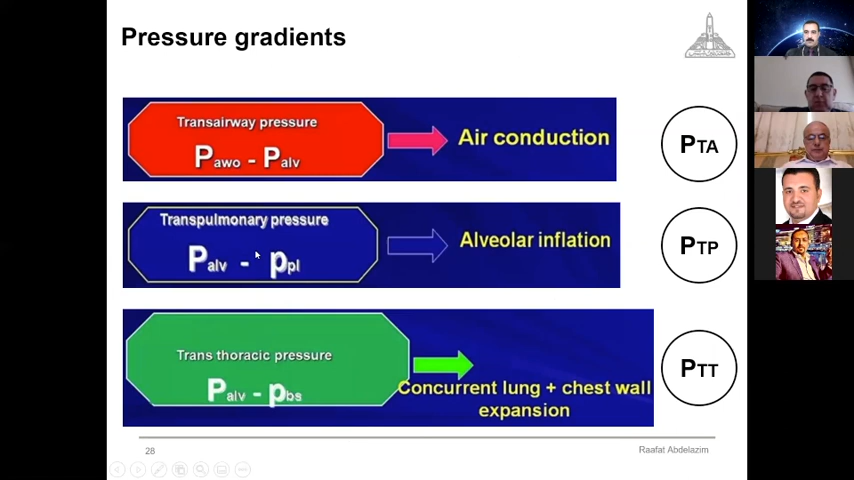 Pressure gradients
Transairway pressure
Pawo - Palv
Air conduction
PTA
Transpulmonary pressure
Palv - ppl
Alveolar inflation
PTP
Trans thoracic pressure
Palv - pbs
Concurrent lung + chest wall
expansion
PTT
28
Raafat Abdelazim